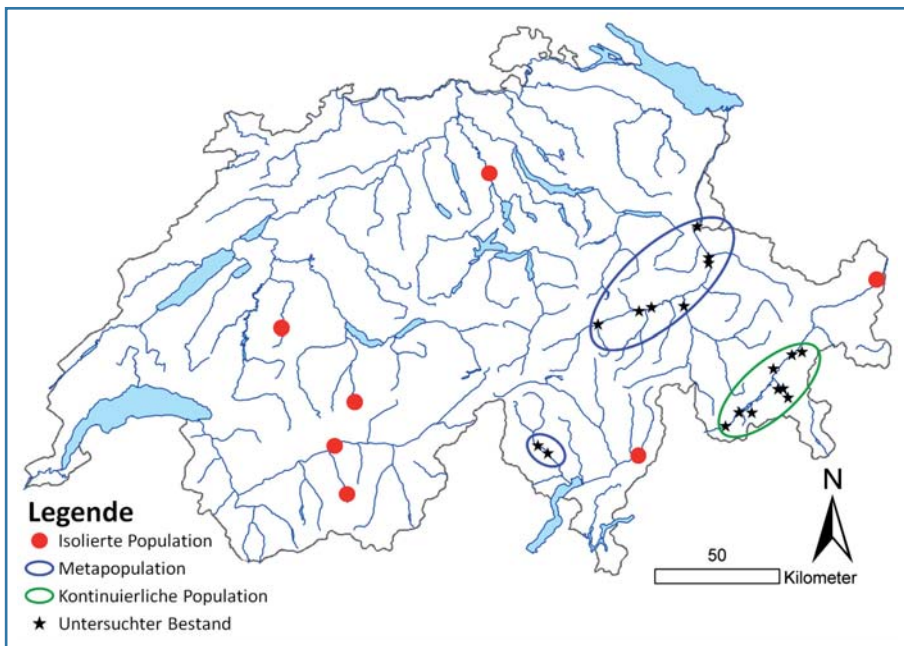 N
50
Kilometer
Legende
Isolierte Population
Metapopulation
Kontinuierliche Population
Untersuchter Bestand